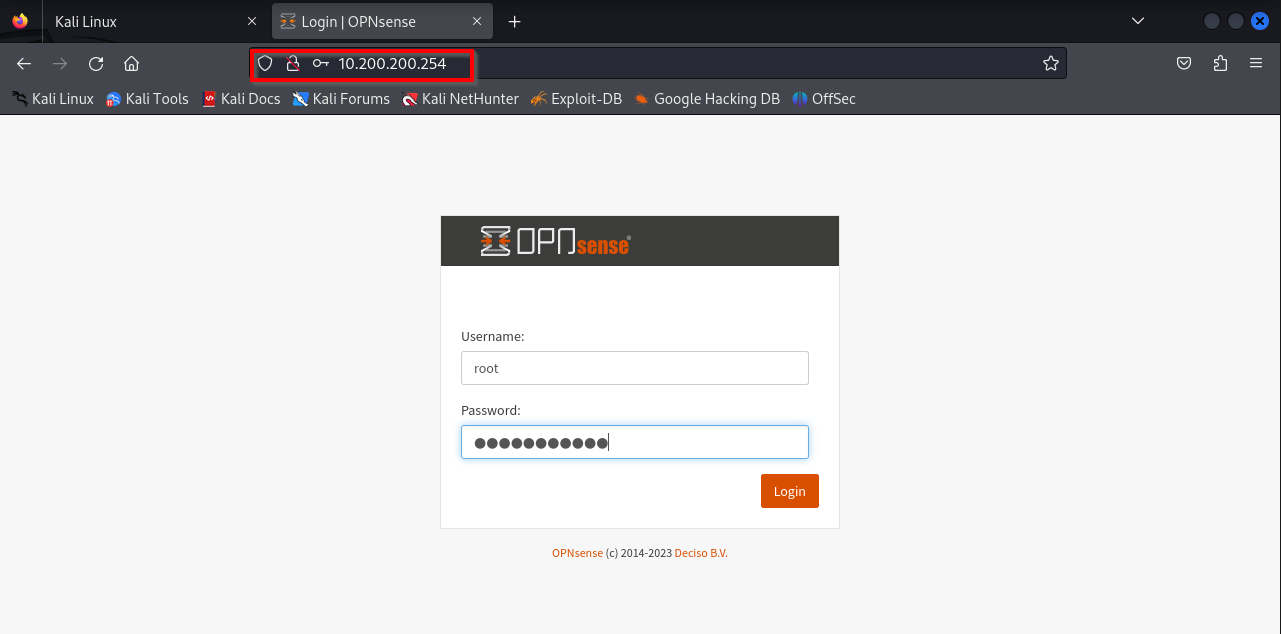 Kali Linux
Login | OPNsense
10.200.200.254
Kali Linux Kali Tools Kali Docs Kali Forums Kali NetHunter Exploit-DB Google Hacking DB OffSec
OPNsense®
Username:
root
Password:
●●●●●●●●●●●
Login
OPNsense (c) 2014-2023 Deciso B.V.